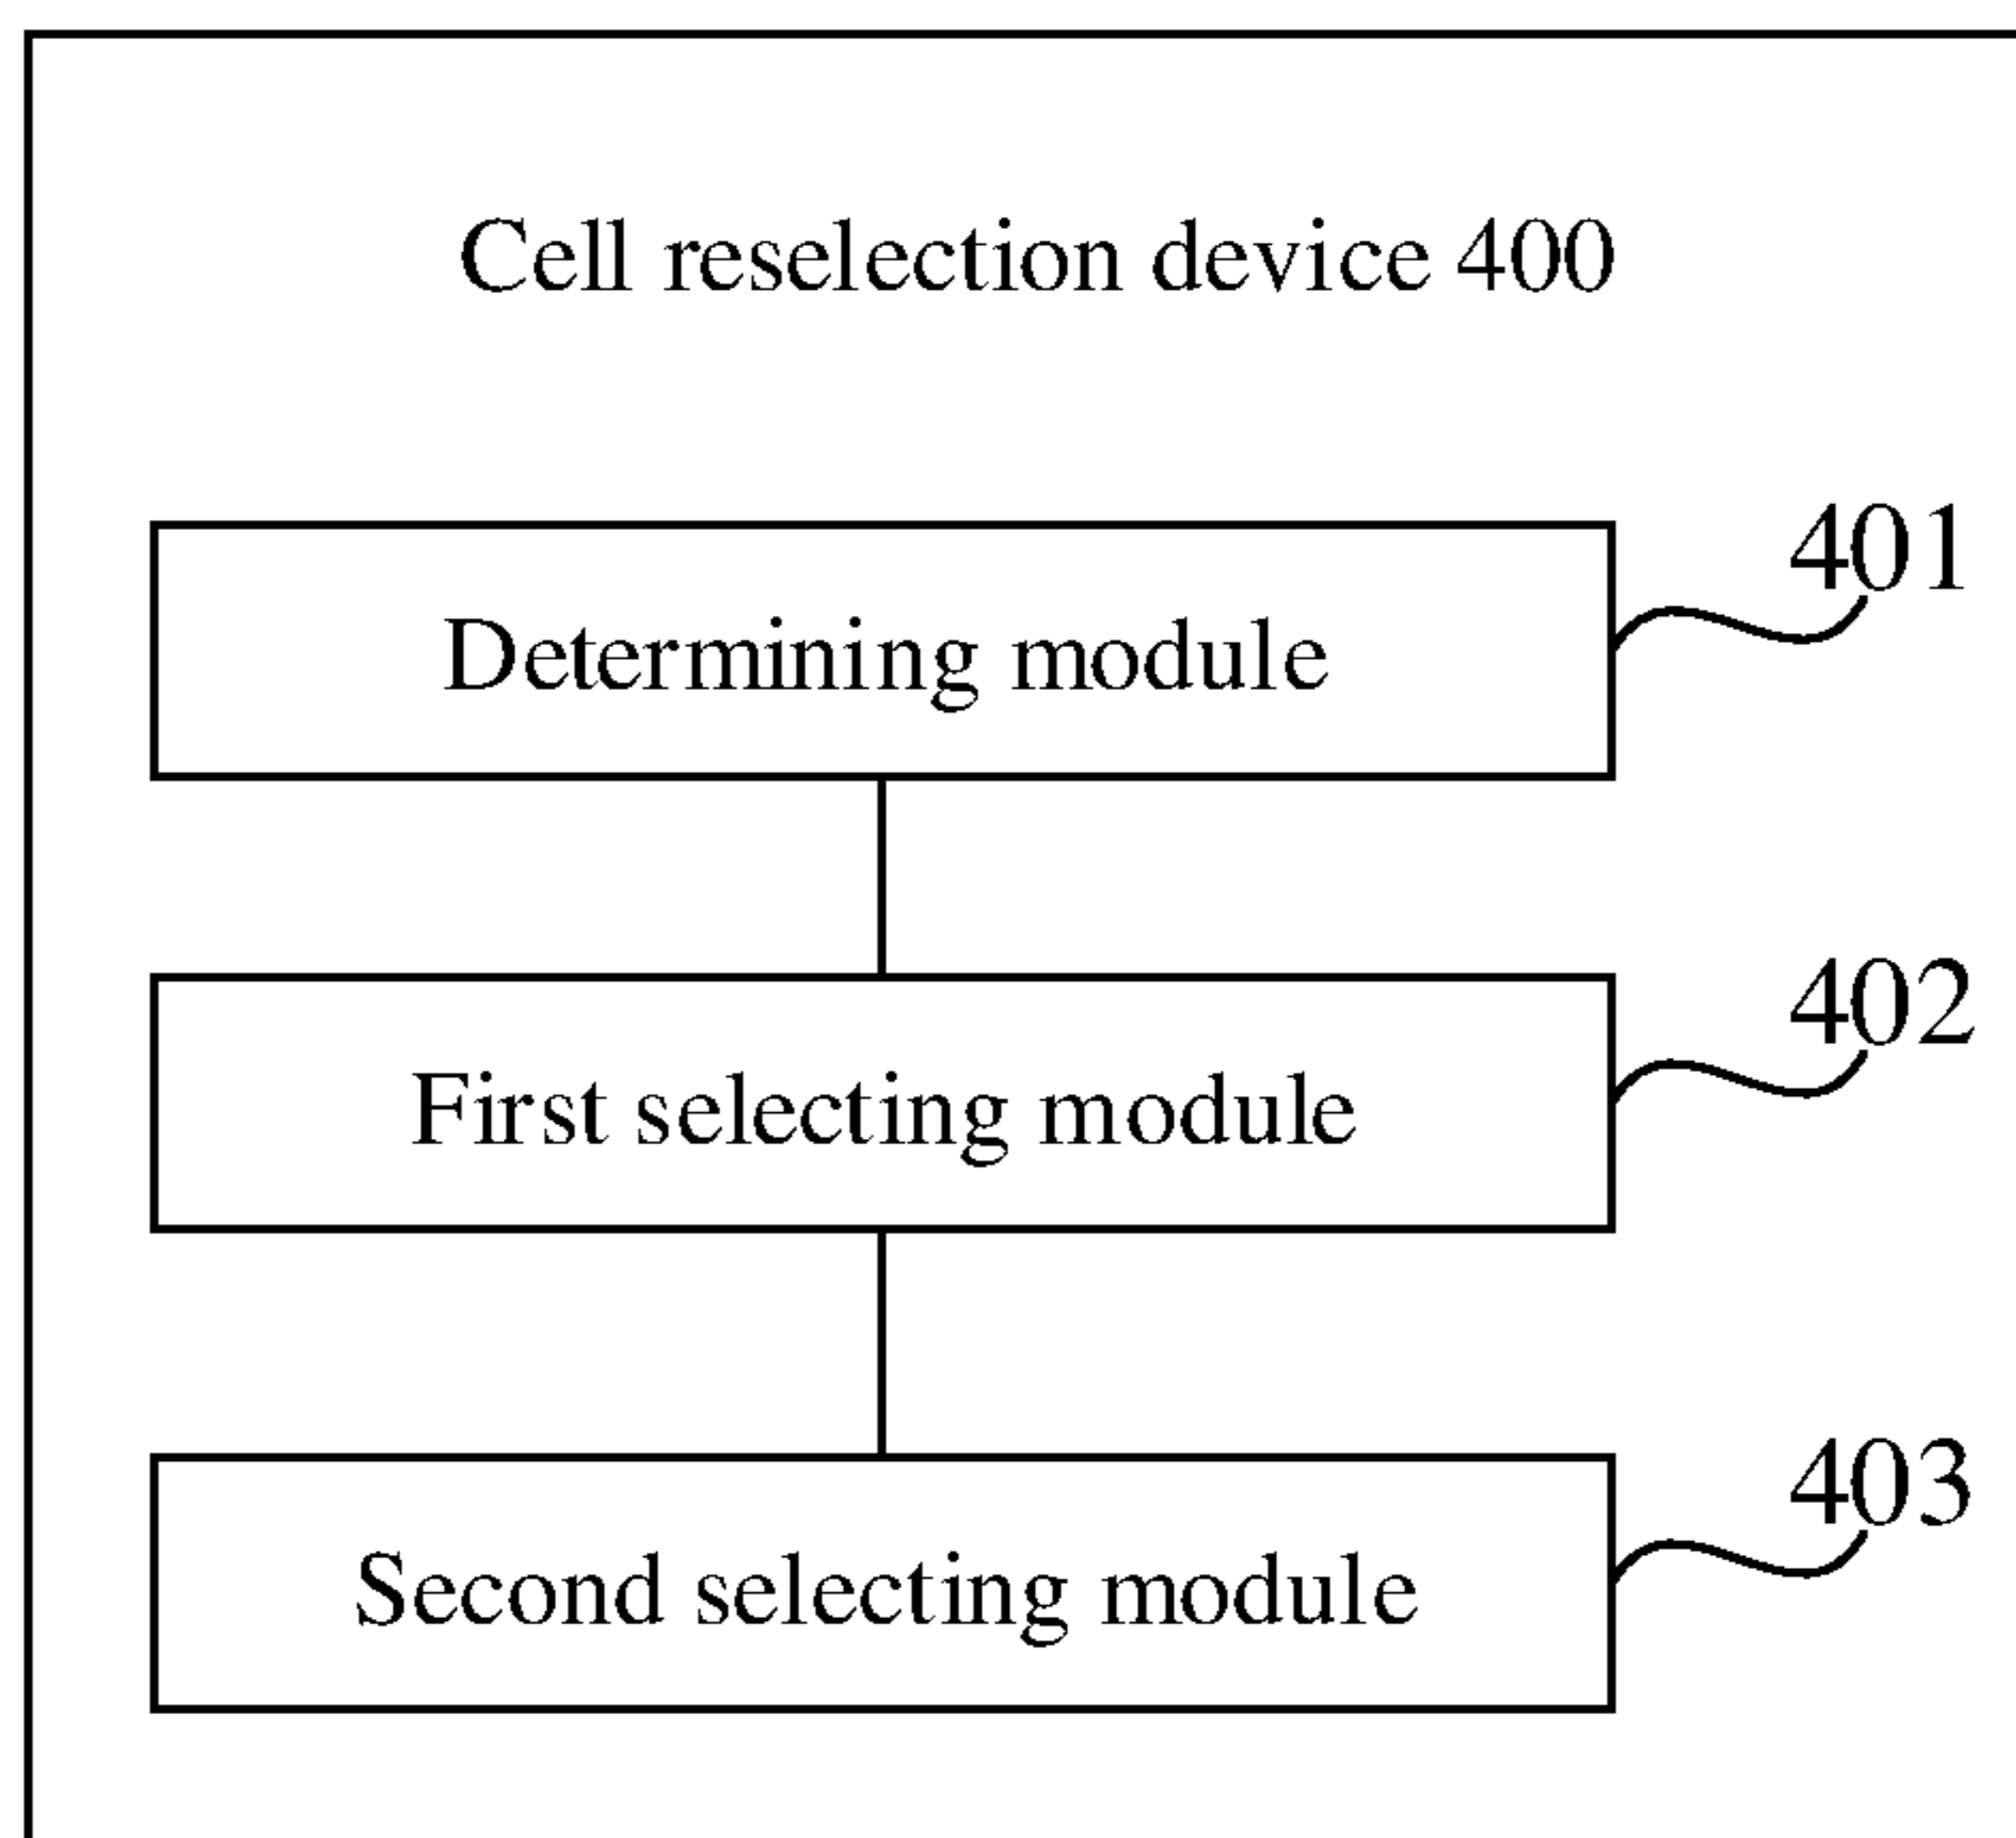 Cell reselection device 400
401
Determining module
402
First selecting module
403
Second selecting module